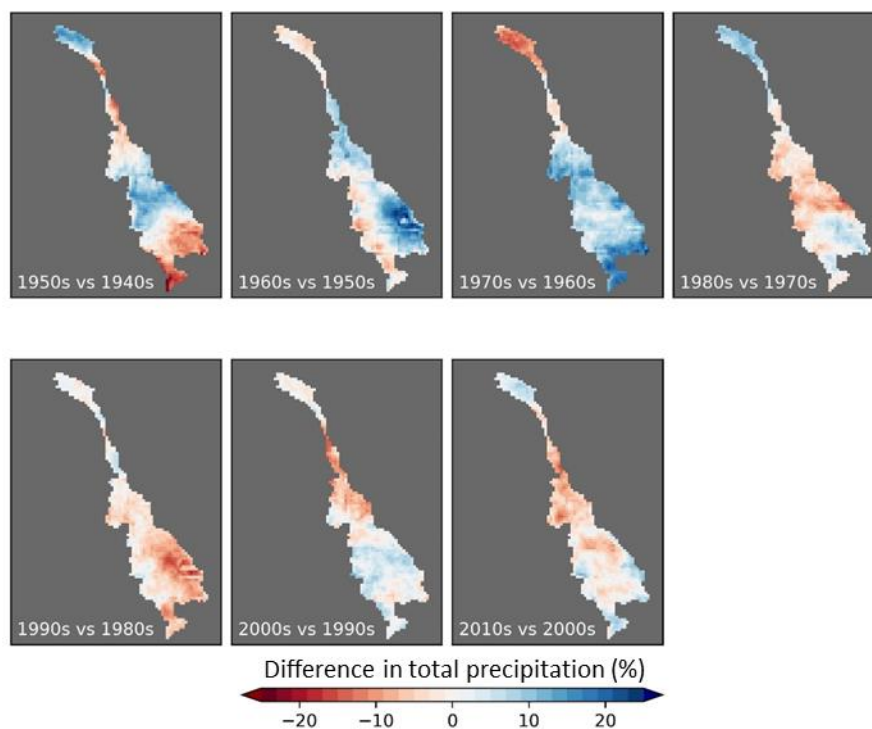 1950s vs 1940s
1960s vs 1950s
1970s vs 1960s
1980s vs 1970s
1990s vs 1980s
2000s vs 1990s
2010s vs 2000s
Difference in total precipitation (%)
−20 −10 0 10 20